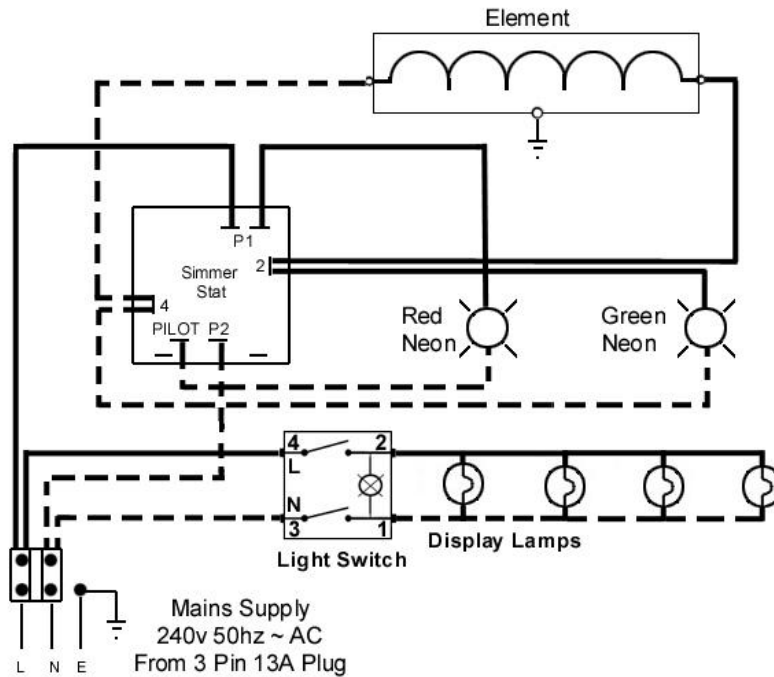 Element
P1
2
Simmer
Stat
4
PILOT P2
Red
Neon
Green
Neon
4 2
L
N
3 1
Light Switch
Display Lamps
Mains Supply
240v 50hz ~ AC
From 3 Pin 13A Plug
L N E